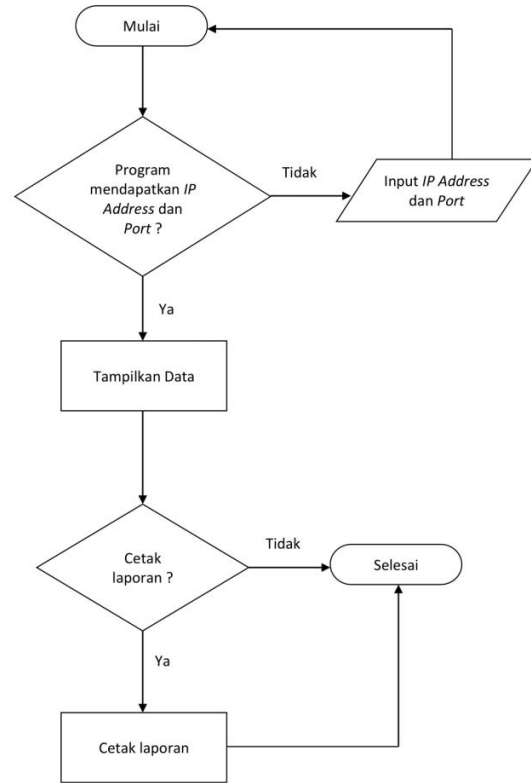 Mulai
Program
mendapatkan IP
Address dan
Port ?
Tidak
Input IP Address
dan Port
Ya
Tampilkan Data
Cetak
laporan ?
Tidak
Selesai
Ya
Cetak laporan